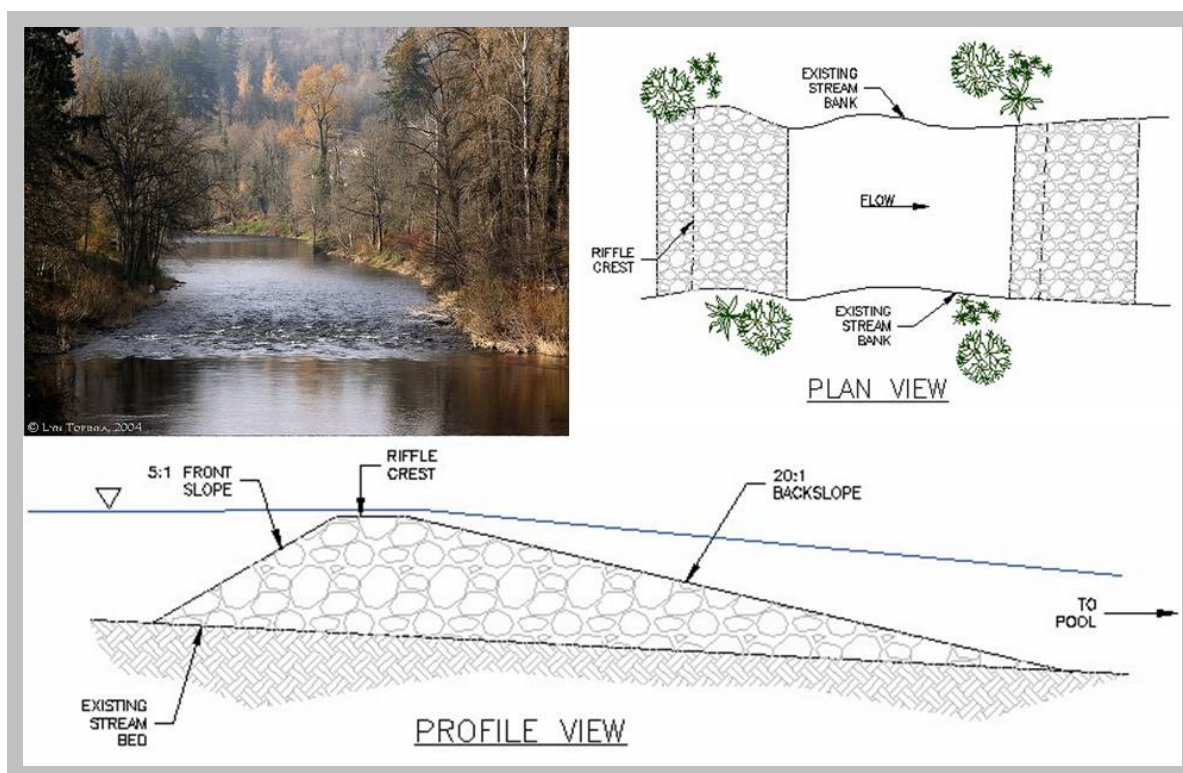 © Lyn Topinka, 2004
EXISTING
STREAM
BANK
FLOW
RIFFLE
CREST
EXISTING
STREAM
BANK
PLAN VIEW
5:1 FRONT
SLOPE
RIFFLE
CREST
20:1
BACKSLOPE
TO
POOL
EXISTING
STREAM
BED
PROFILE VIEW